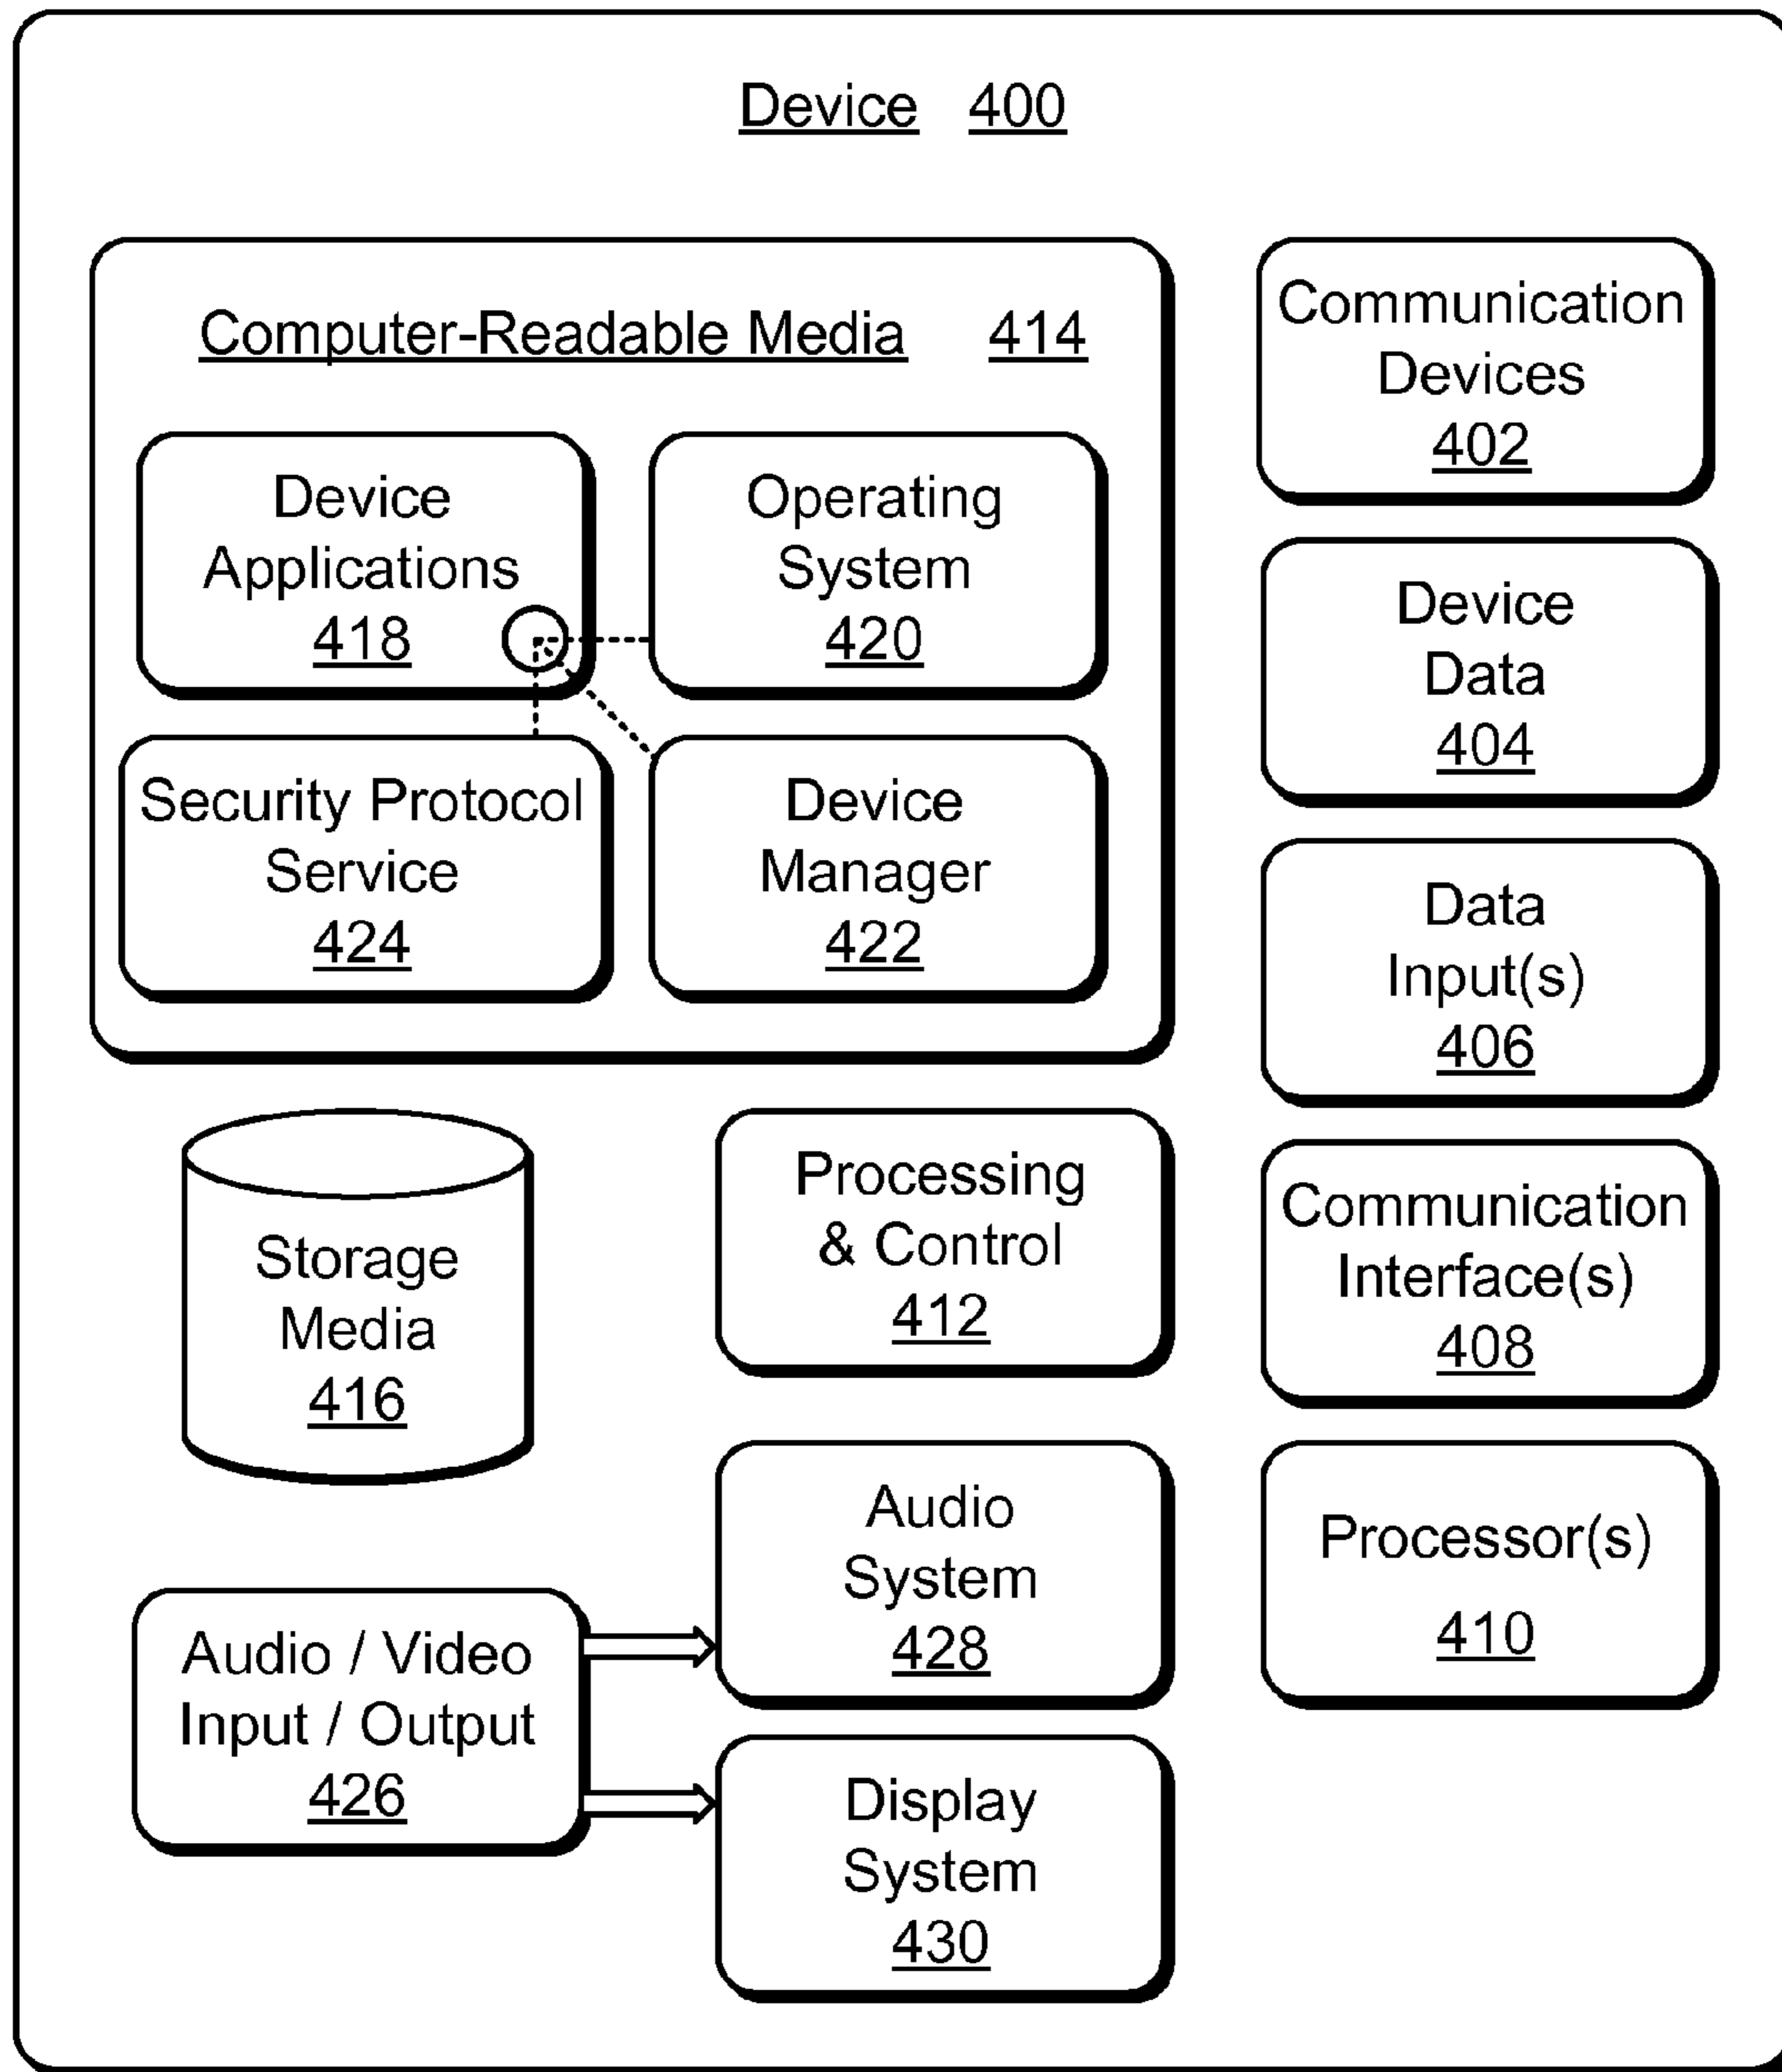 Device 400
Computer-Readable Media 414
Device
Applications
418
Operating
System
420
Security Protocol
Service
424
Device
Manager
422
Storage
Media
416
Processing
& Control
412
Audio / Video
Input / Output
426
Audio
System
428
Display
System
430
Communication
Devices
402
Device
Data
404
Data
Input(s)
406
Communication
Interface(s)
408
Processor(s)
410